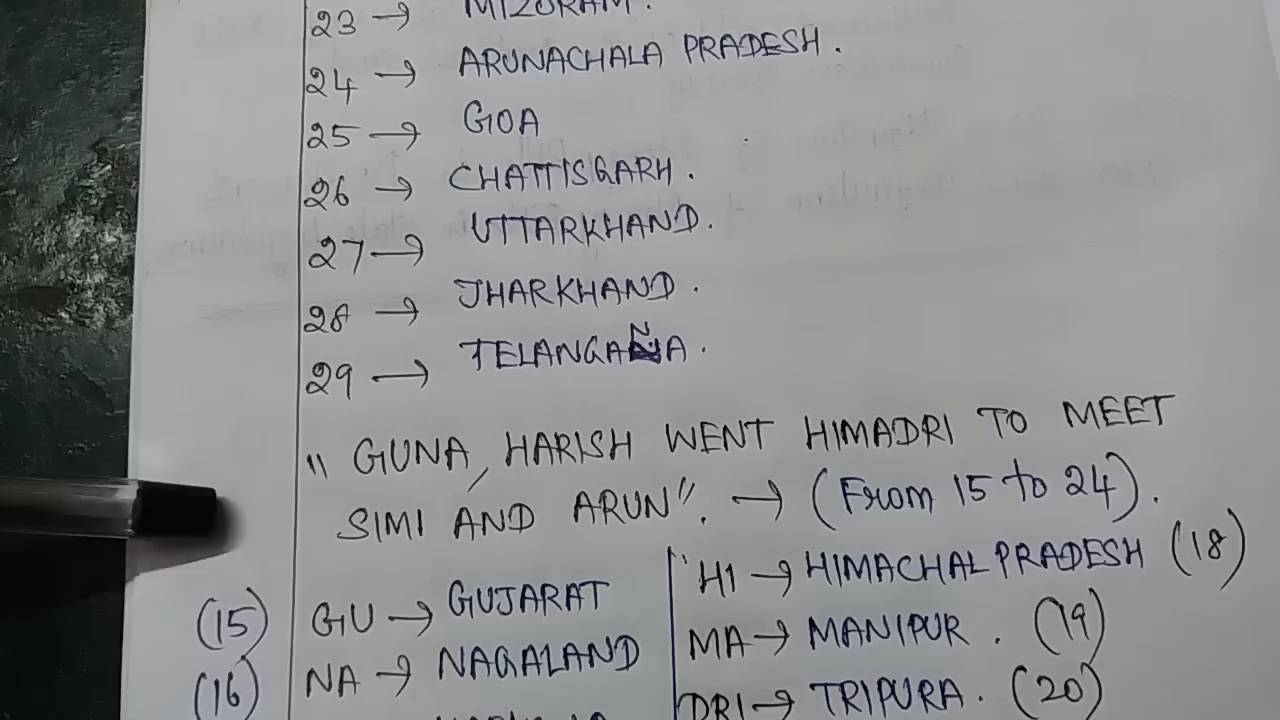 23 → MIZORAM.
24 → ARUNACHALA PRADESH.
25 → GOA
26 → CHATTISGARH.
27 → UTTARKHAND.
28 → JHARKHAND.
29 → TELANGANA.
" GUNA, HARISH WENT HIMADRI TO MEET
SIMI AND ARUN". → (From 15 to 24).
(15) GU → GUJARAT
(16) NA → NAGALAND
HI → HIMACHAL PRADESH (18)
MA → MANIPUR. (19)
DRI → TRIPURA. (20)